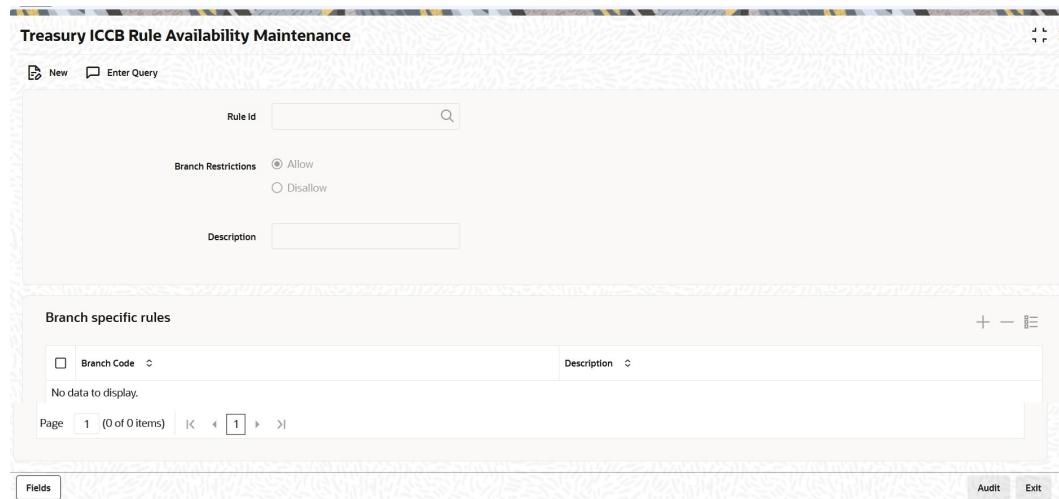 Treasury ICCB Rule Availability Maintenance
New Enter Query
Rule Id
Branch Restrictions Allow
Disallow
Description
Branch specific rules
Branch Code Description
No data to display.
Page 1 (0 of 0 items) 1
Fields Audit Exit